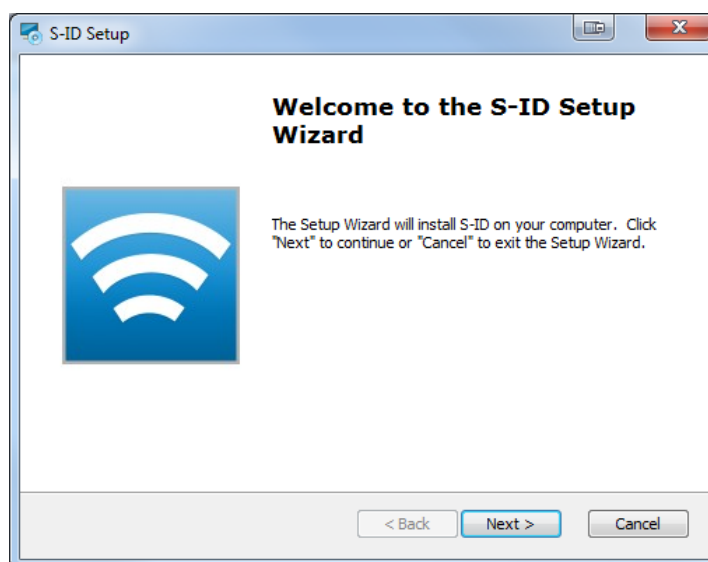 S-ID Setup
Welcome to the S-ID Setup
Wizard
The Setup Wizard will install S-ID on your computer. Click
"Next" to continue or "Cancel" to exit the Setup Wizard.
< Back Next > Cancel